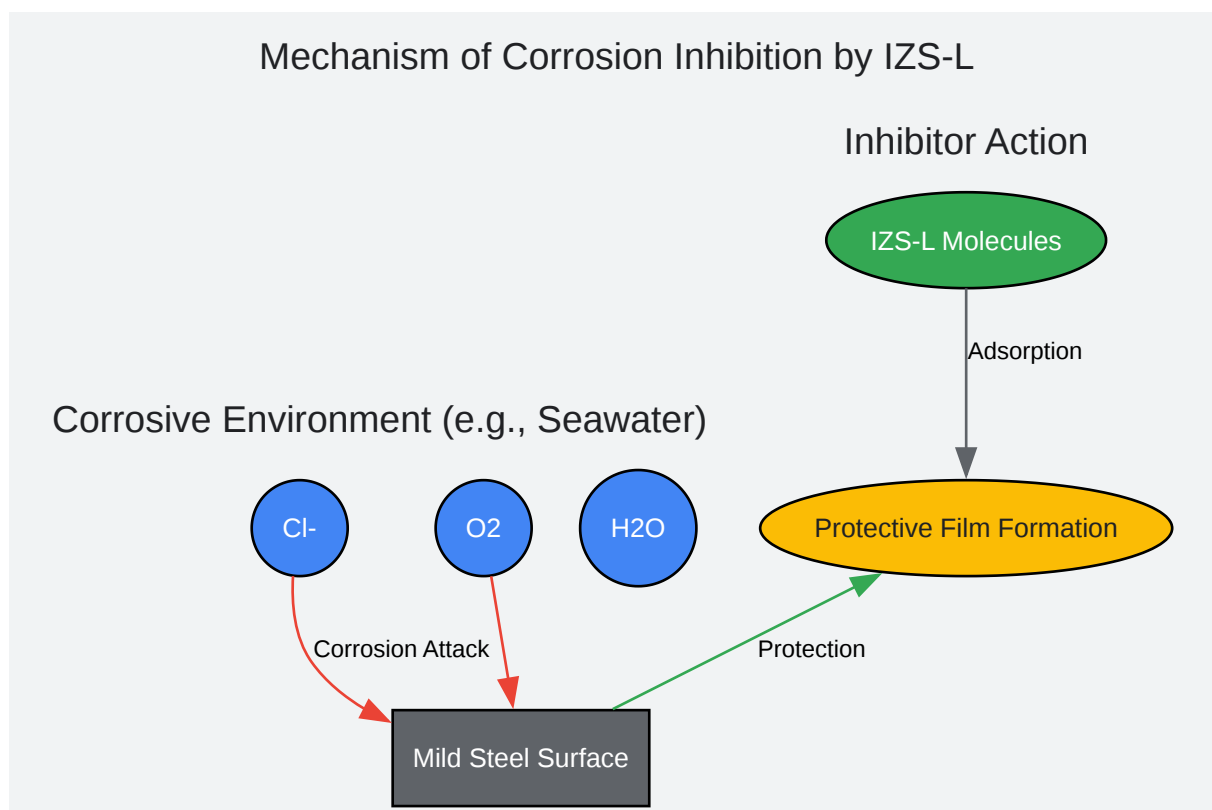 Mechanism of Corrosion Inhibition by IZS-L
Inhibitor Action
IZS-L Molecules
Adsorption
Corrosive Environment (e.g., Seawater)
Cl-
O2
H2O
Protective Film Formation
Corrosion Attack
Protection
Mild Steel Surface